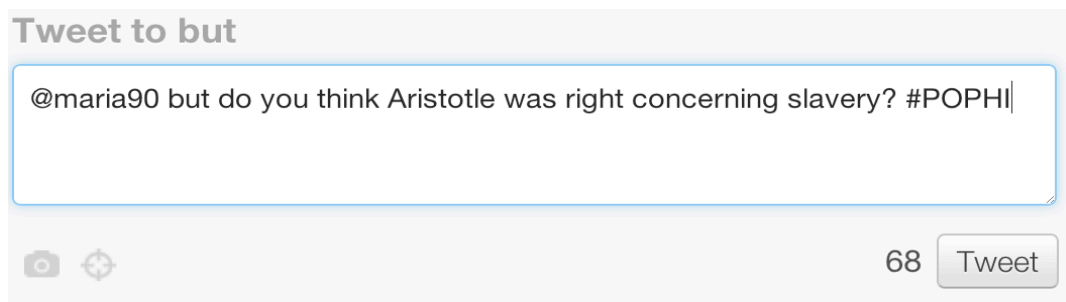 Tweet to but
@maria90 but do you think Aristotle was right concerning slavery? #POPHI
68 Tweet